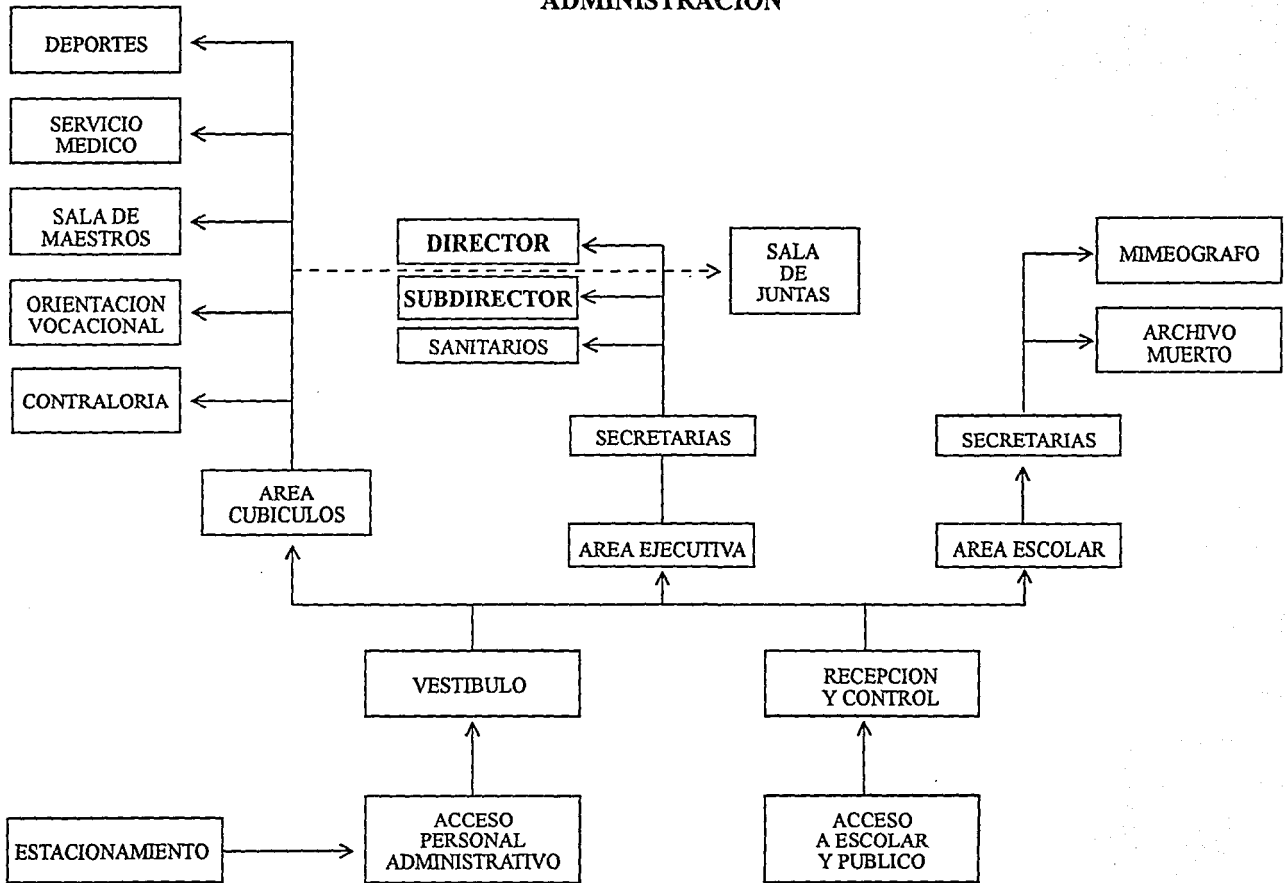 ADMINISTRACION
DEPORTES
SERVICIO
MEDICO
SALA DE
MAESTROS
ORIENTACION
VOCACIONAL
CONTRALORIA
DIRECTOR
SUBDIRECTOR
SANITARIOS
SALA
DE
JUNTAS
MIMEOGRAFO
ARCHIVO
MUERTO
SECRETARIAS
SECRETARIAS
AREA
CUBICULOS
AREA EJECUTIVA
AREA ESCOLAR
VESTIBULO
RECEPCION
Y CONTROL
ESTACIONAMIENTO
ACCESO
PERSONAL
ADMINISTRATIVO
ACCESO
A ESCOLAR
Y PUBLICO